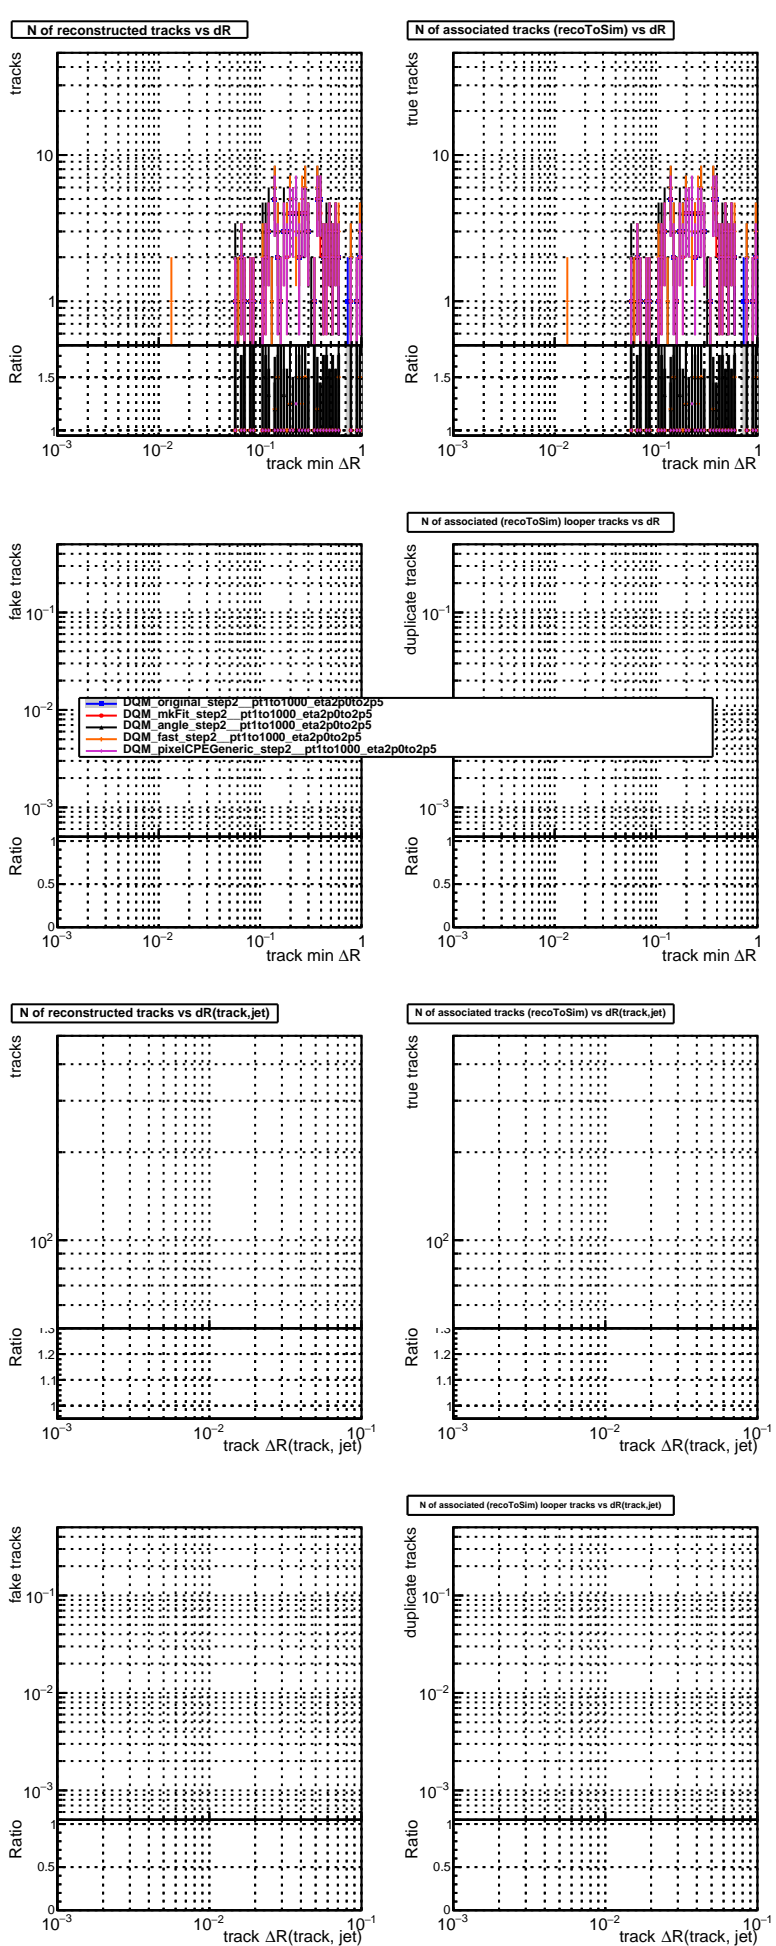 N of reconstructed tracks vs dR
tracks
10
1
Ratio
1.5
1
10−3 10−2 10−1 1
track min ΔR
N of associated tracks (recoToSim) vs dR
true tracks
10
1
Ratio
1.5
1
10−3 10−2 10−1 1
track min ΔR
fake tracks
10−1
10−2
10−3
Ratio
1
0.5
0
10−3 10−2 10−1 1
track min ΔR
N of associated (recoToSim) looper tracks vs dR
duplicate tracks
10−1
10−3
Ratio
1
0.5
0
10−3 10−2 10−1 1
track min ΔR
DQM_original_step2__pt1to1000_eta2p0to2p5
DQM_mkFit_step2__pt1to1000_eta2p0to2p5
DQM_angle_step2__pt1to1000_eta2p0to2p5
DQM_fast_step2__pt1to1000_eta2p0to2p5
DQM_pixelCPEGeneric_step2__pt1to1000_eta2p0to2p5
N of reconstructed tracks vs dR(track,jet)
tracks
102
Ratio
1.3
1.2
1.1
1
10−3 10−2 10−1
track ΔR(track, jet)
N of associated tracks (recoToSim) vs dR(track,jet)
true tracks
102
Ratio
1.3
1.2
1.1
1
10−3 10−2 10−1
track ΔR(track, jet)
fake tracks
10−1
10−2
10−3
Ratio
1
0.5
0
10−3 10−2 10−1
track ΔR(track, jet)
N of associated (recoToSim) looper tracks vs dR(track,jet)
duplicate tracks
10−1
10−2
10−3
Ratio
1
0.5
0
10−3 10−2 10−1
track ΔR(track, jet)